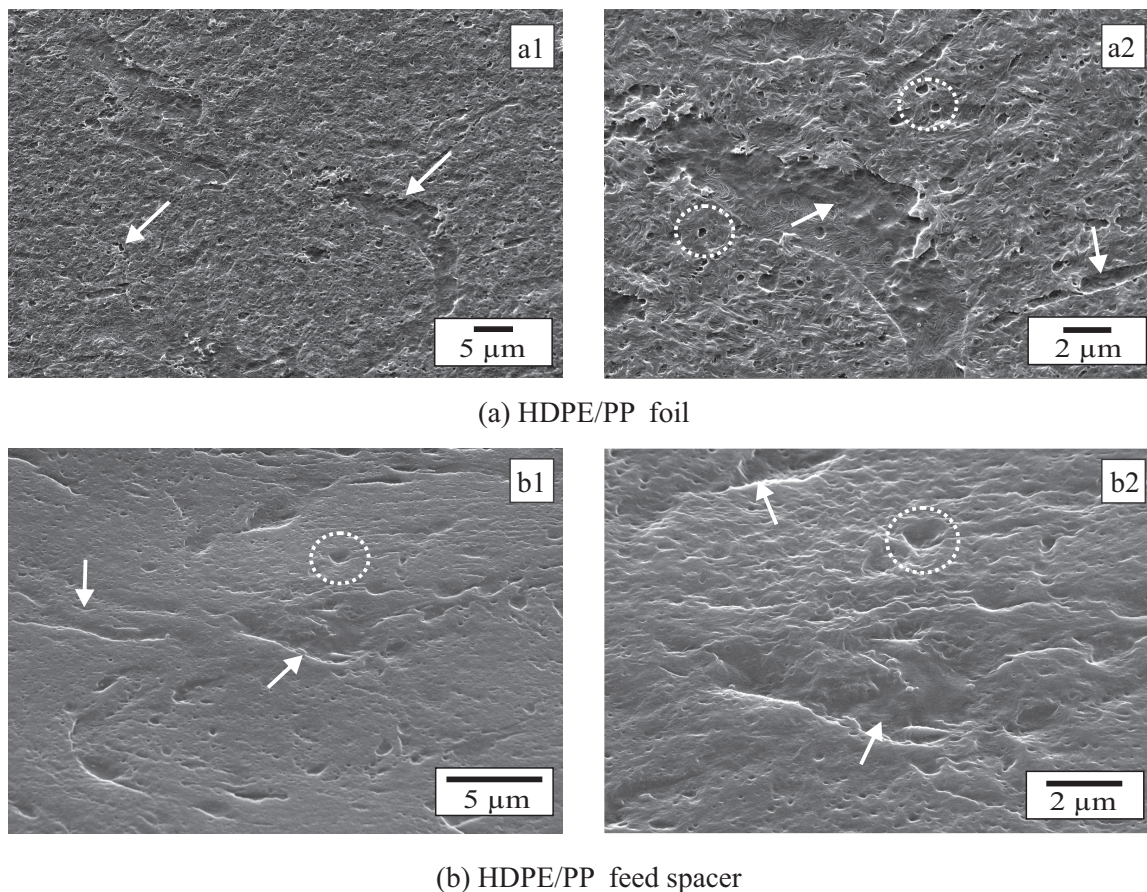 a1
a2
5 µm
2 µm
(a) HDPE/PP foil
b1
b2
5 µm
2 µm
(b) HDPE/PP feed spacer